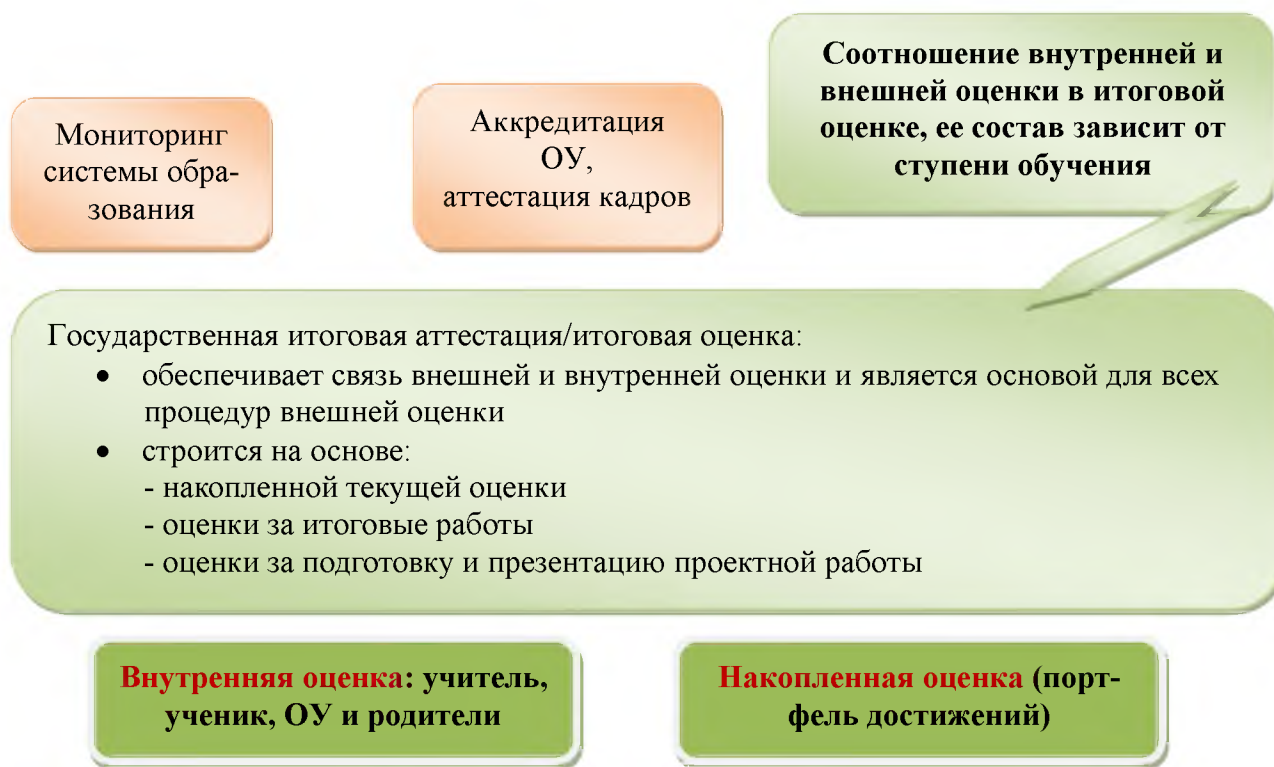 Мониторинг
системы обра-
зования
Аккредитация
ОУ,
аттестация кадров
Соотношение внутренней и
внешней оценки в итоговой
оценке, ее состав зависит от
ступени обучения
Государственная итоговая аттестация/итоговая оценка:
• обеспечивает связь внешней и внутренней оценки и является основой для всех
процедур внешней оценки
• строится на основе:
- накопленной текущей оценки
- оценки за итоговые работы
- оценки за подготовку и презентацию проектной работы
Внутренняя оценка: учитель,
ученик, ОУ и родители
Накопленная оценка (порт-
фель достижений)